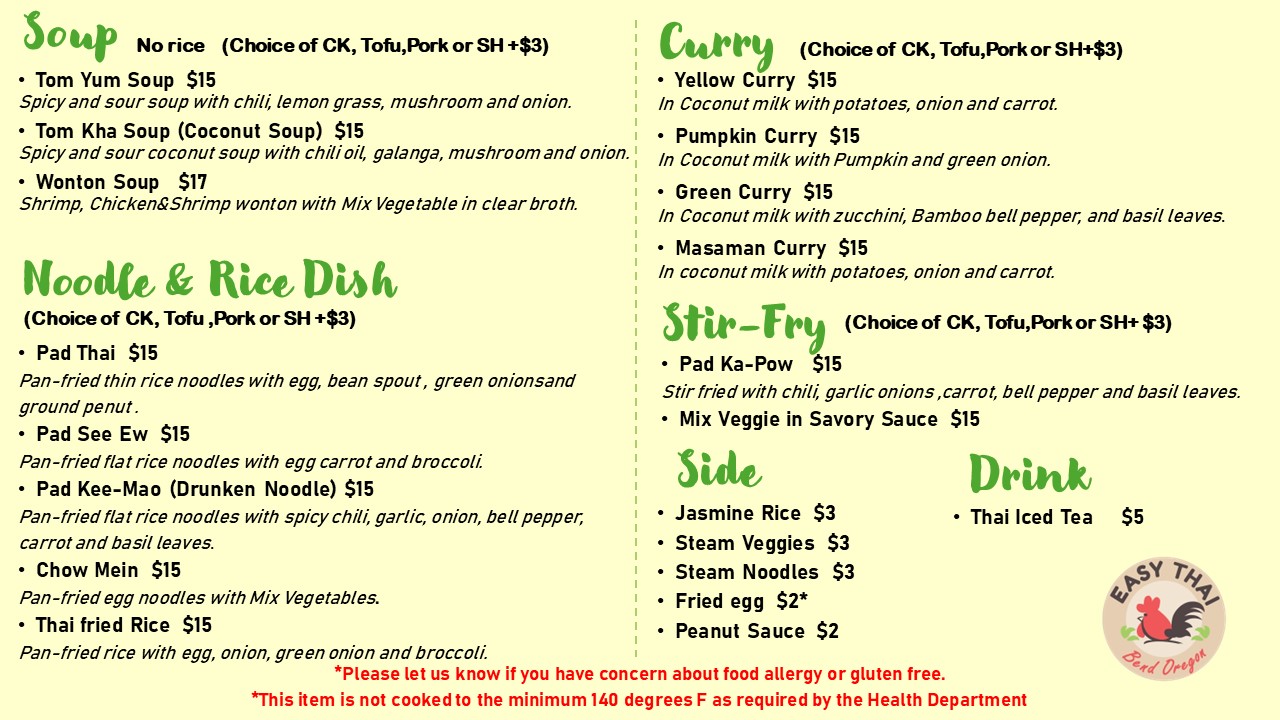 Soup No rice (Choice of CK, Tofu,Pork or SH +$3)
• Tom Yum Soup $15
Spicy and sour soup with chili, lemon grass, mushroom and onion.
• Tom Kha Soup (Coconut Soup) $15
Spicy and sour coconut soup with chili oil, galanga, mushroom and onion.
• Wonton Soup $17
Shrimp, Chicken&Shrimp wonton with Mix Vegetable in clear broth.
Noodle & Rice Dish
(Choice of CK, Tofu ,Pork or SH +$3)
• Pad Thai $15
Pan-fried thin rice noodles with egg, bean spout , green onionsand
ground penut .
• Pad See Ew $15
Pan-fried flat rice noodles with egg carrot and broccoli.
• Pad Kee-Mao (Drunken Noodle) $15
Pan-fried flat rice noodles with spicy chili, garlic, onion, bell pepper,
carrot and basil leaves.
• Chow Mein $15
Pan-fried egg noodles with Mix Vegetables.
• Thai fried Rice $15
Pan-fried rice with egg, onion, green onion and broccoli.
Curry (Choice of CK, Tofu,Pork or SH+$3)
• Yellow Curry $15
In Coconut milk with potatoes, onion and carrot.
• Pumpkin Curry $15
In Coconut milk with Pumpkin and green onion.
• Green Curry $15
In Coconut milk with zucchini, Bamboo bell pepper, and basil leaves.
• Masaman Curry $15
In coconut milk with potatoes, onion and carrot.
Stir-Fry (Choice of CK, Tofu,Pork or SH+ $3)
• Pad Ka-Pow $15
Stir fried with chili, garlic onions ,carrot, bell pepper and basil leaves.
• Mix Veggie in Savory Sauce $15
Side
• Jasmine Rice $3
• Steam Veggies $3
• Steam Noodles $3
• Fried egg $2*
• Peanut Sauce $2
Drink
• Thai Iced Tea $5
EASY THAI
Bend Oregon
*Please let us know if you have concern about food allergy or gluten free.
*This item is not cooked to the minimum 140 degrees F as required by the Health Department